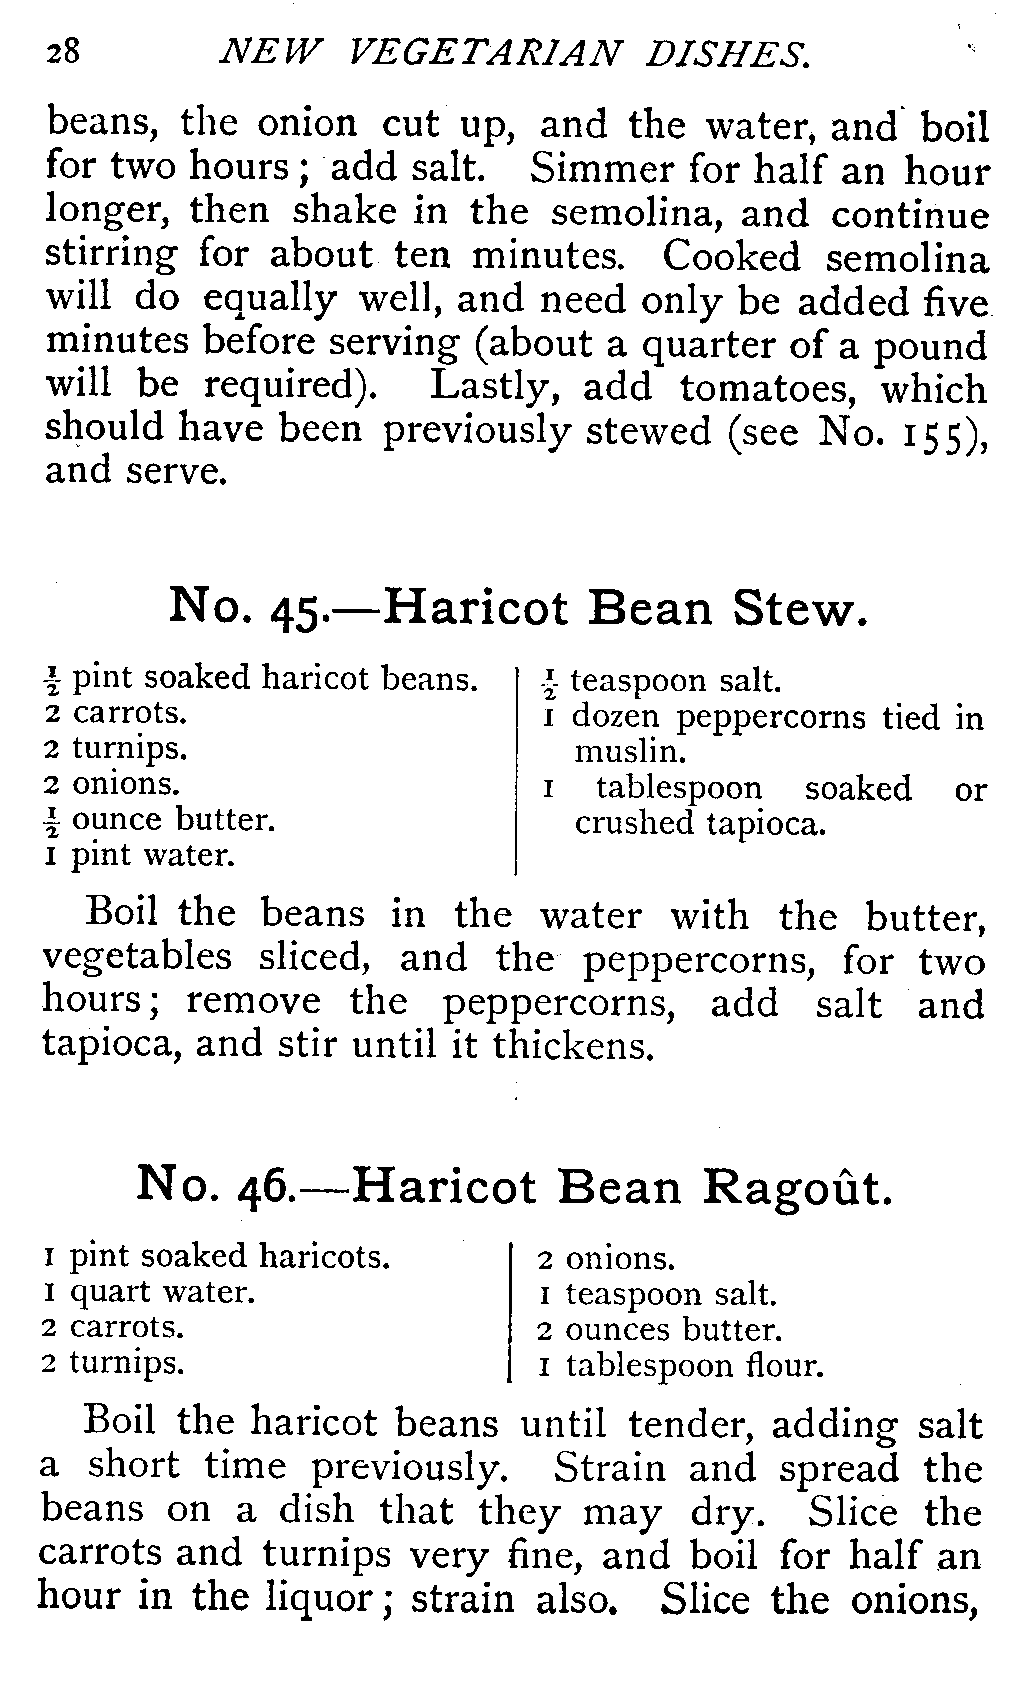 28 NEW VEGETARIAN DISHES.
beans, the onion cut up, and the water, and boil
for two hours; add salt. Simmer for half an hour
longer, then shake in the semolina, and continue
stirring for about ten minutes. Cooked semolina
will do equally well, and need only be added five
minutes before serving (about a quarter of a pound
will be required). Lastly, add tomatoes, which
should have been previously stewed (see No. 155),
and serve.
No. 45.—Haricot Bean Stew.
½ pint soaked haricot beans.
2 carrots.
2 turnips.
2 onions.
½ ounce butter.
1 pint water.
½ teaspoon salt.
1 dozen peppercorns tied in
muslin.
1 tablespoon soaked or
crushed tapioca.
Boil the beans in the water with the butter,
vegetables sliced, and the peppercorns, for two
hours; remove the peppercorns, add salt and
tapioca, and stir until it thickens.
No. 46.—Haricot Bean Ragoût.
1 pint soaked haricots.
1 quart water.
2 carrots.
2 turnips.
2 onions.
1 teaspoon salt.
2 ounces butter.
1 tablespoon flour.
Boil the haricot beans until tender, adding salt
a short time previously. Strain and spread the
beans on a dish that they may dry. Slice the
carrots and turnips very fine, and boil for half an
hour in the liquor; strain also. Slice the onions,